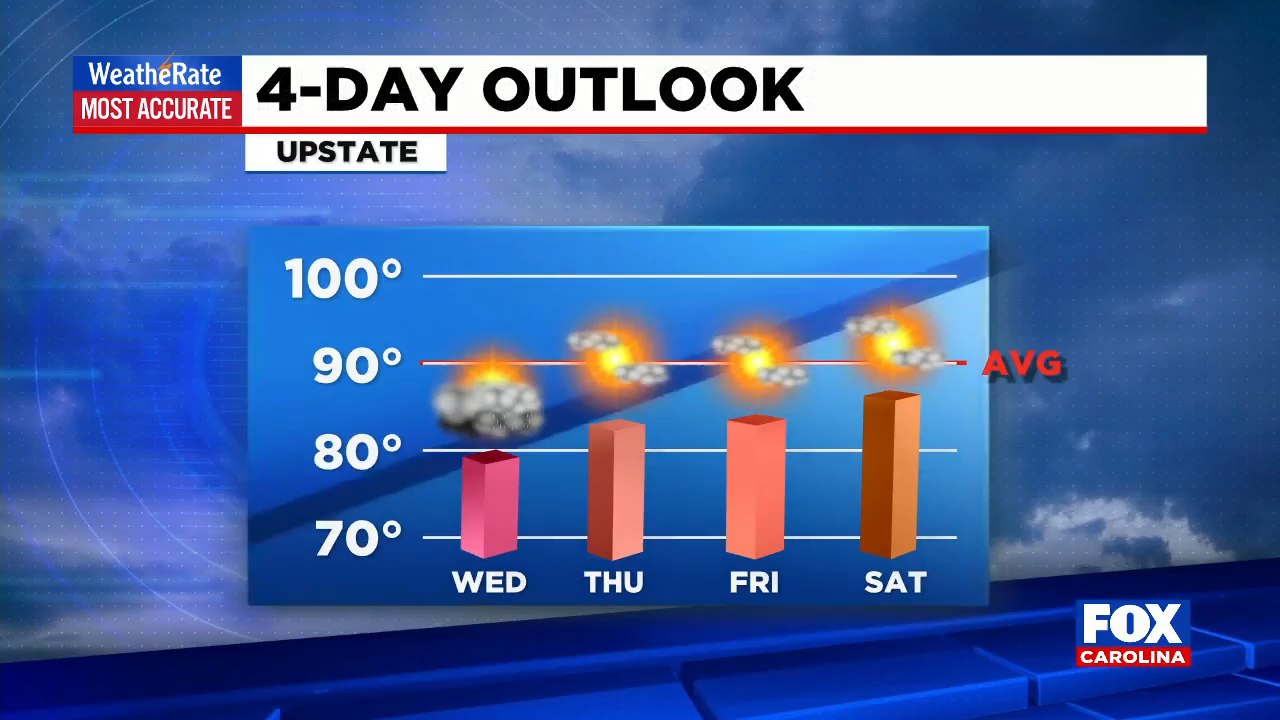 WeatheRate
MOST ACCURATE
4-DAY OUTLOOK
UPSTATE
100°
90°
AVG
80°
70°
WED THU FRI SAT
FOX
CAROLINA